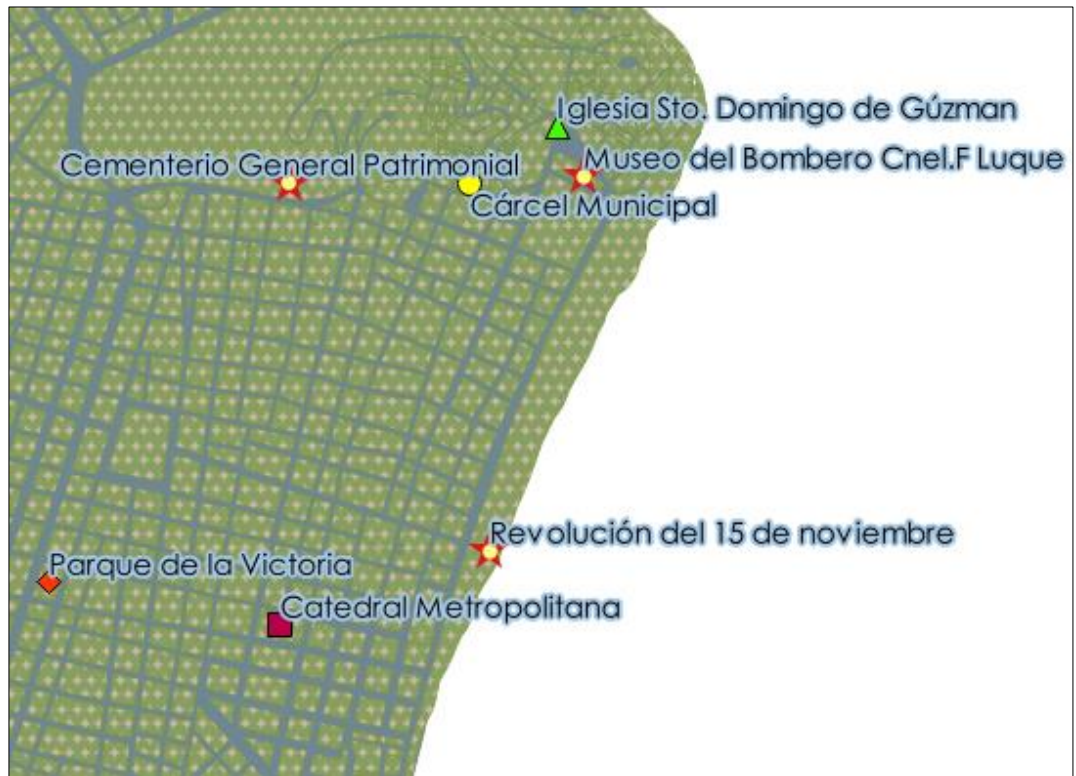 Iglesia Sto. Domingo de Gúzman
Museo del Bombero Cnel.F Luque
Cementerio General Patrimonial
Cárcel Municipal
Revolución del 15 de noviembre
Parque de la Victoria
Catedral Metropolitana